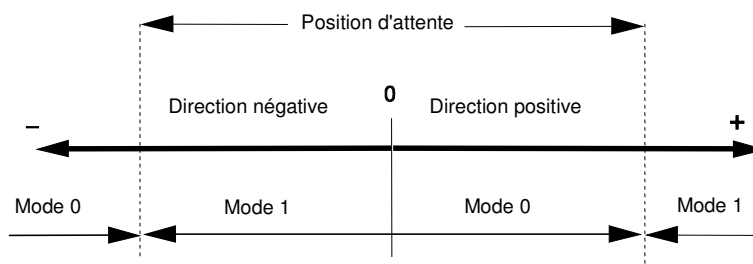 Position d'attente
0
Direction négative Direction positive
– +
Mode 0 Mode 1 Mode 0 Mode 1